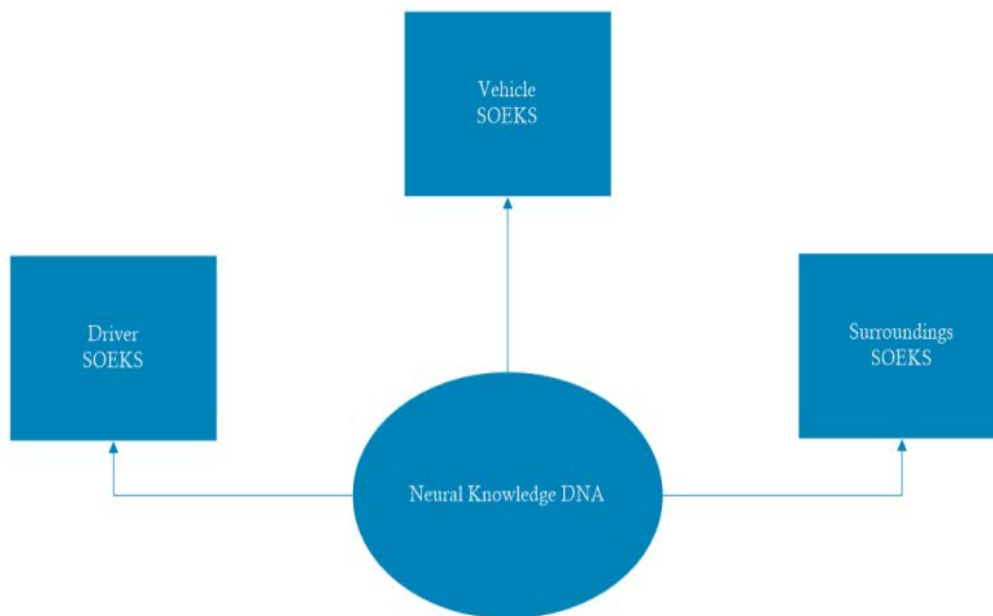 Vehicle
SOEKS
Driver
SOEKS
Surroundings
SOEKS
Neural Knowledge DNA